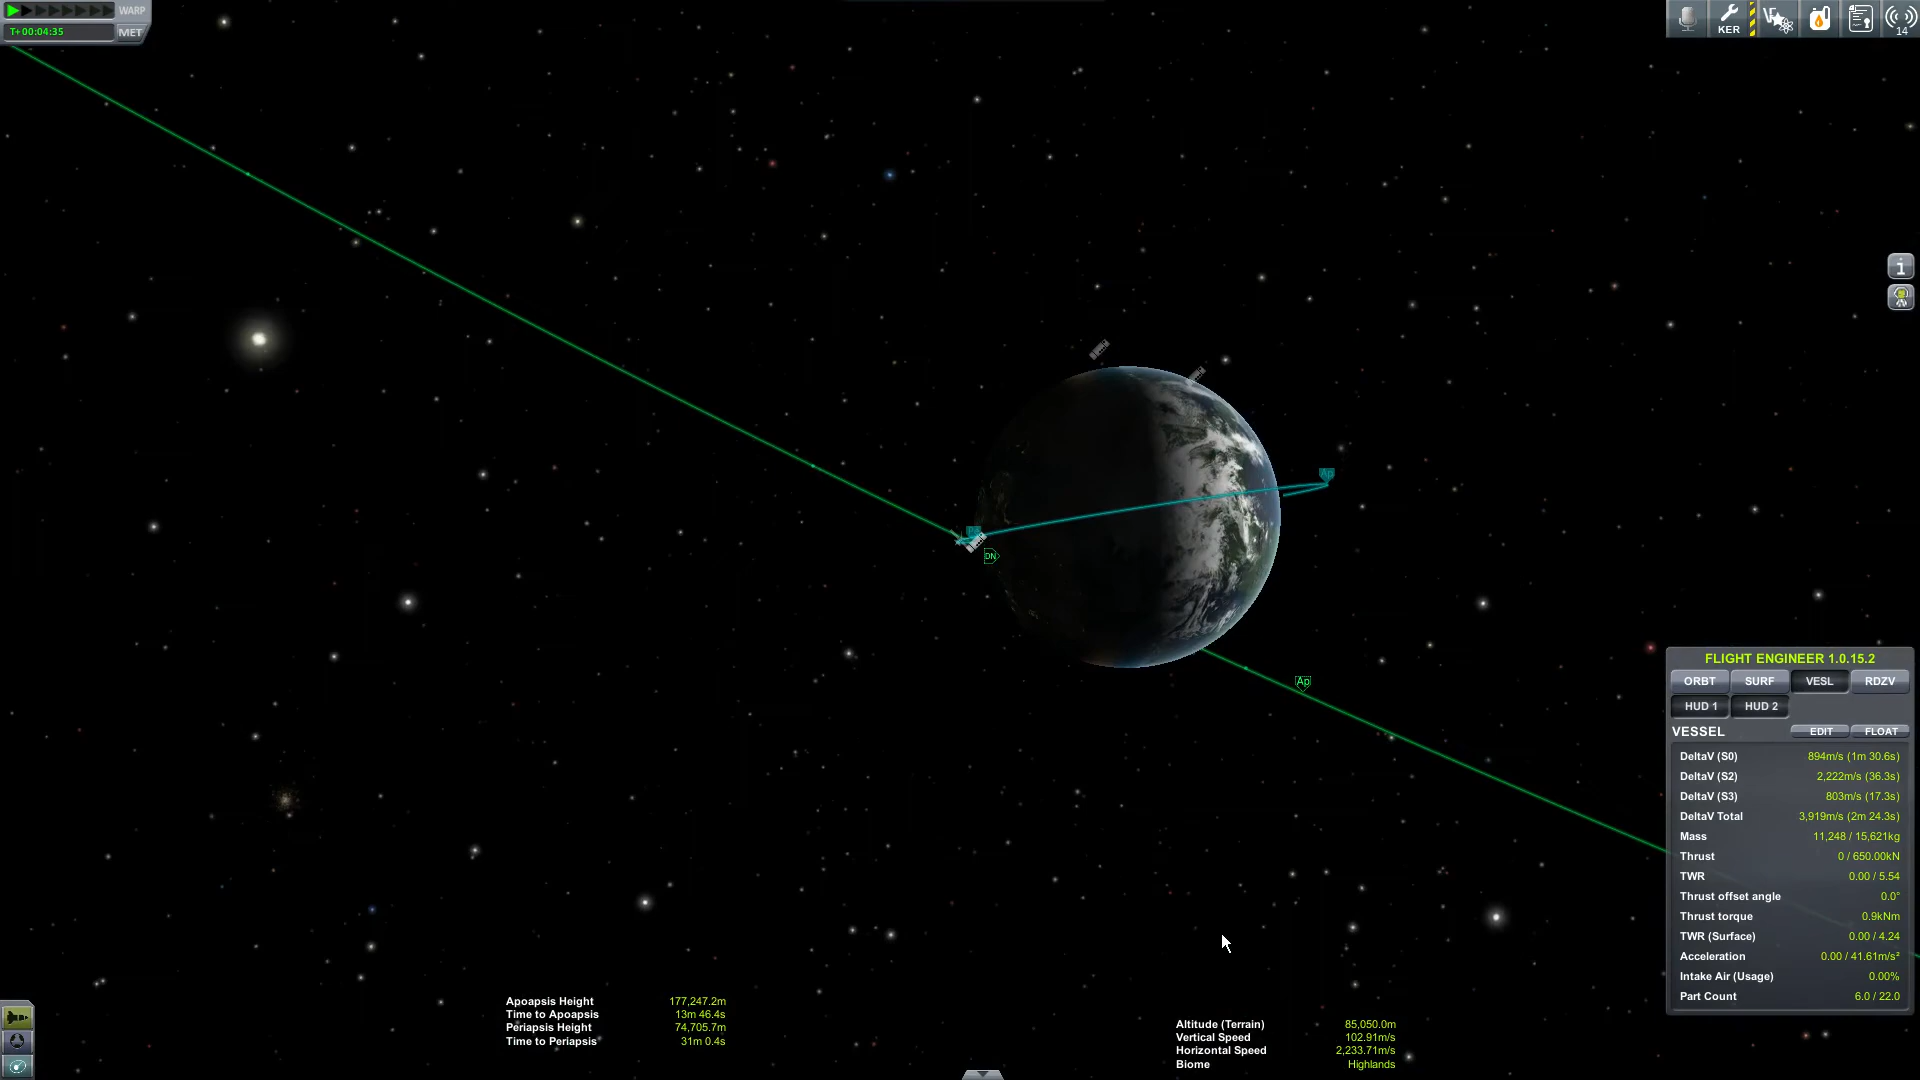 WARP
T+00:04:35 MET
KER
14
Ap
DN
Ap
FLIGHT ENGINEER 1.0.15.2
ORBT SURF VESL RDZV
HUD 1 HUD 2
VESSEL EDIT FLOAT
DeltaV (S0) 894m/s (1m 30.6s)
DeltaV (S2) 2,222m/s (36.3s)
DeltaV (S3) 803m/s (17.3s)
DeltaV Total 3,919m/s (2m 24.3s)
Mass 11,248 / 15,621kg
Thrust 0 / 650.00kN
TWR 0.00 / 5.54
Thrust offset angle 0.0°
Thrust torque 0.9kNm
TWR (Surface) 0.00 / 4.24
Acceleration 0.00 / 41.61m/s²
Intake Air (Usage) 0.00%
Part Count 6.0 / 22.0
Apoapsis Height 177,247.2m
Time to Apoapsis 13m 46.4s
Periapsis Height 74,705.7m
Time to Periapsis 31m 0.4s
Altitude (Terrain) 85,050.0m
Vertical Speed 102.91m/s
Horizontal Speed 2,233.71m/s
Biome Highlands